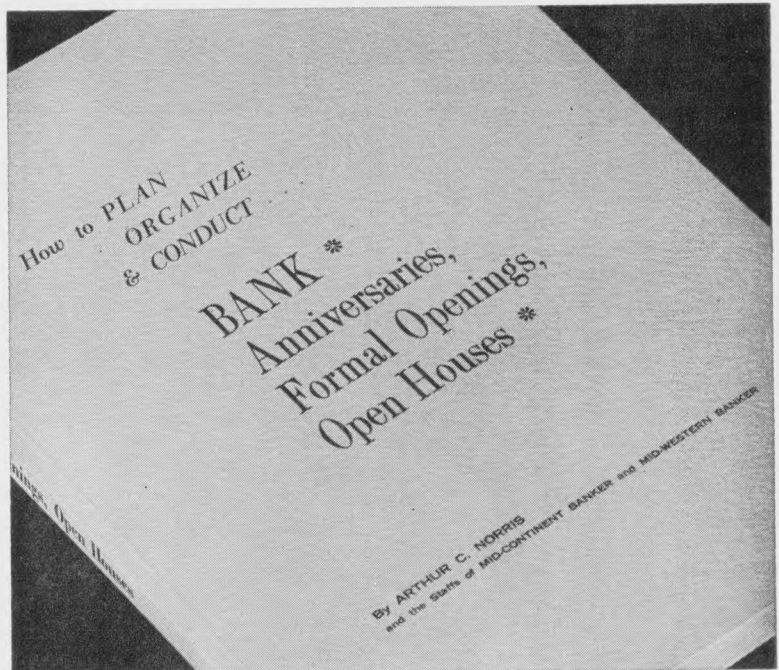 How to PLAN
ORGANIZE
& CONDUCT
BANK *
Anniversaries,
Formal Openings,
Open Houses *
By ARTHUR C. NORRIS
and the Staffs of MID-CONTINENT BANKER and MID-WESTERN BANKER
nings, Open Houses